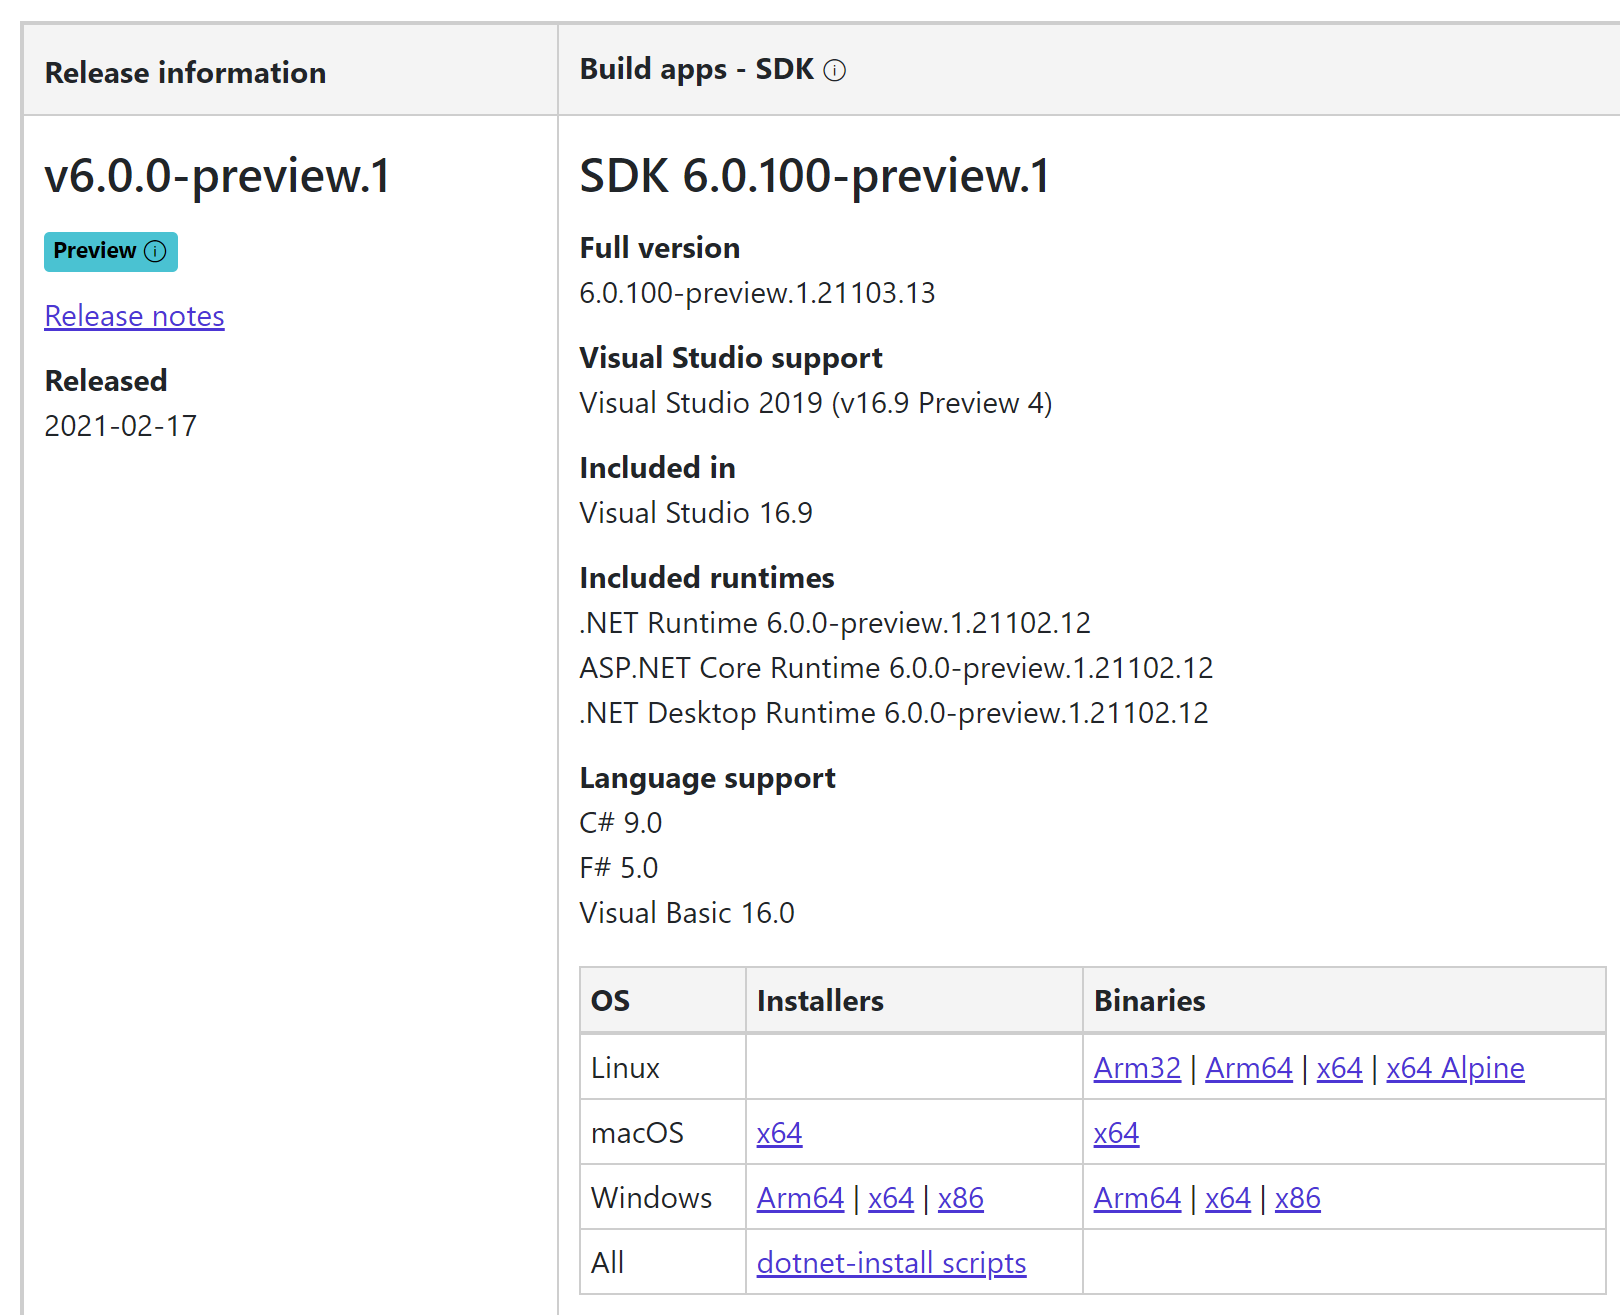 Release information
Build apps - SDK
v6.0.0-preview.1
Preview
Release notes
Released
2021-02-17
SDK 6.0.100-preview.1
Full version
6.0.100-preview.1.21103.13
Visual Studio support
Visual Studio 2019 (v16.9 Preview 4)
Included in
Visual Studio 16.9
Included runtimes
.NET Runtime 6.0.0-preview.1.21102.12
ASP.NET Core Runtime 6.0.0-preview.1.21102.12
.NET Desktop Runtime 6.0.0-preview.1.21102.12
Language support
C# 9.0
F# 5.0
Visual Basic 16.0
OS Installers Binaries
Linux Arm32 | Arm64 | x64 | x64 Alpine
macOS x64 x64
Windows Arm64 | x64 | x86 Arm64 | x64 | x86
All dotnet-install scripts